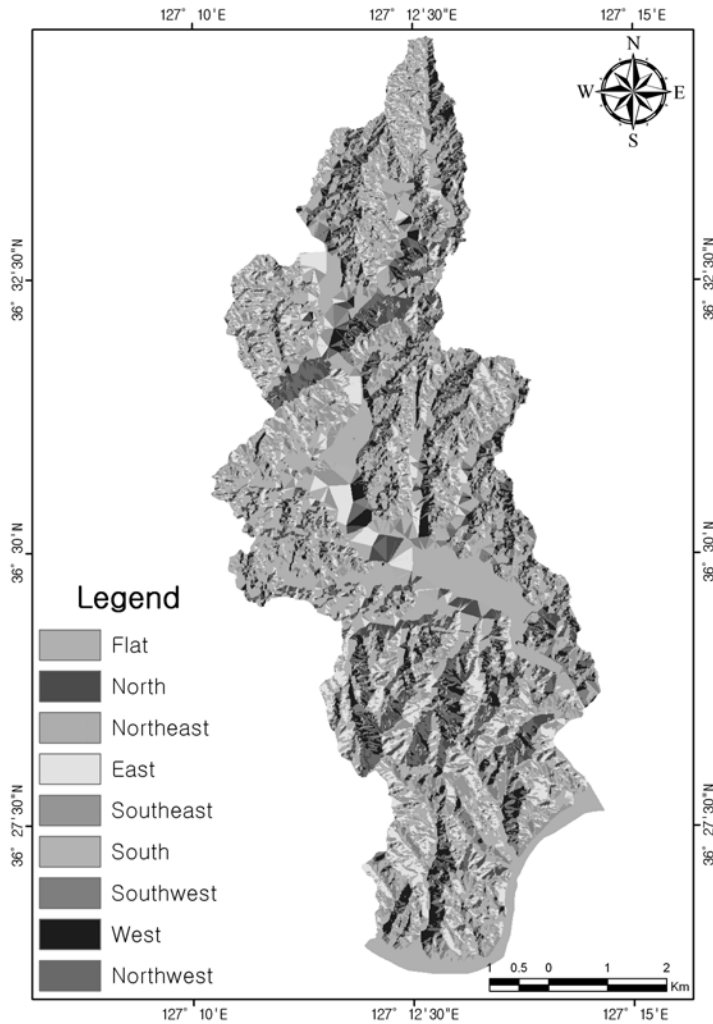 127° 10'E 127° 12'30"E 127° 15'E
N
W E
S
36° 32'30"N 36° 32'30"N
36° 30'N 36° 30'N
Legend
Flat
North
Northeast
East
Southeast
South
Southwest
West
Northwest
36° 27'30"N 36° 27'30"N
1 0.5 0 1 2
Km
127° 10'E 127° 12'30"E 127° 15'E